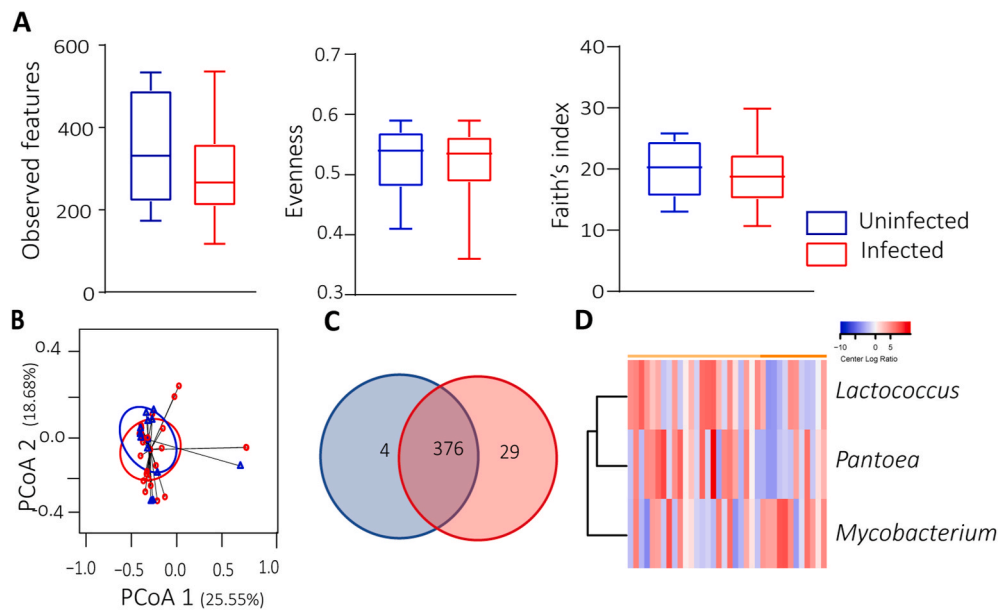 A
Observed features
600
400
200
0
Evenness
0.7
0.6
0.5
0.4
0.3
Faith's index
40
30
20
10
0
Uninfected
Infected
B
PCoA 2 (18.68%)
0.4
0.0
-0.4
−1.0
−0.5
0.0
0.5
1.0
PCoA 1 (25.55%)
C
4
376
29
D
−10
0
5
Center Log Ratio
Lactococcus
Pantoea
Mycobacterium